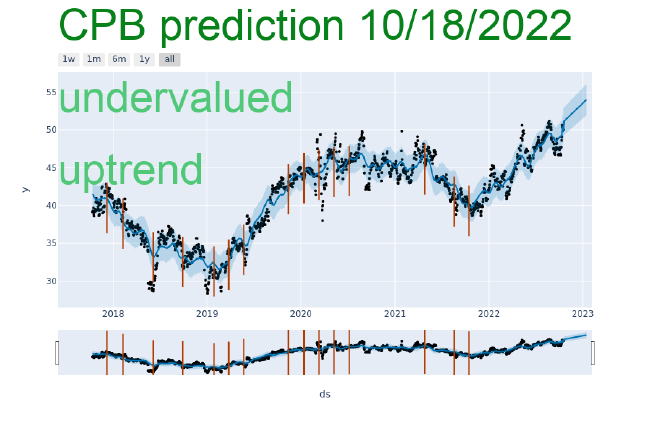 CPB prediction 10/18/2022
1w 1m 6m 1y all
undervalued
uptrend
55
50
45
40
35
30
y
2018 2019 2020 2021 2022 2023
ds